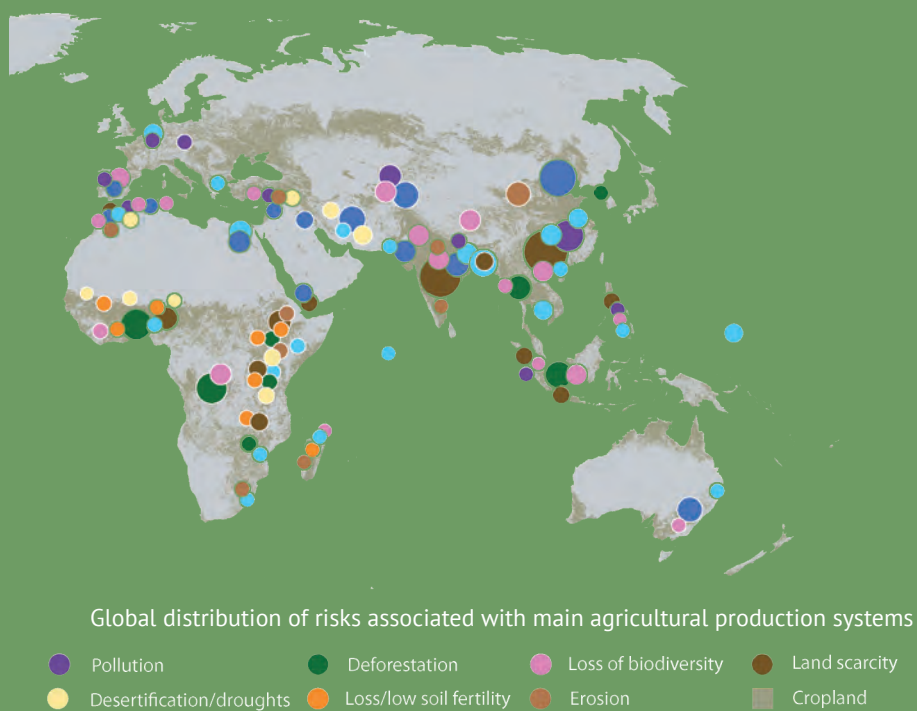 Global distribution of risks associated with main agricultural production systems
Pollution
Deforestation
Loss of biodiversity
Land scarcity
Desertification/droughts
Loss/low soil fertility
Erosion
Cropland